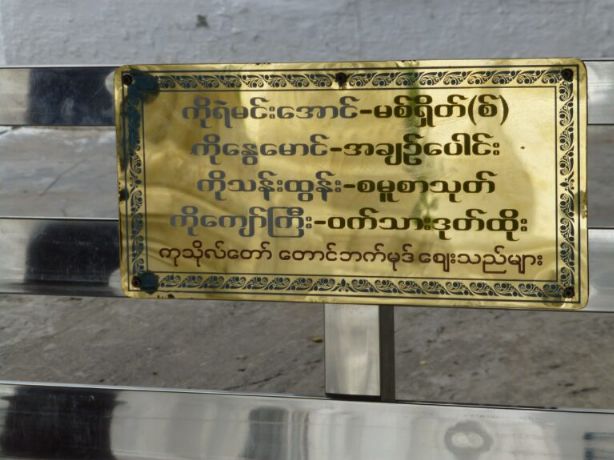 ကိုရဲမင်းအောင်-မစ်ရှိတ်(စ်)
ကိုနွေမောင်-အချဉ်ပေါင်း
ကိုသန်းထွန်း-စမူစာသုတ်
ကိုကျော်ကြီး-ဝက်သားဒုတ်ထိုး
ကုသိုလ်တော် တောင်ဘက်မုဒ် ဈေးသည်များ